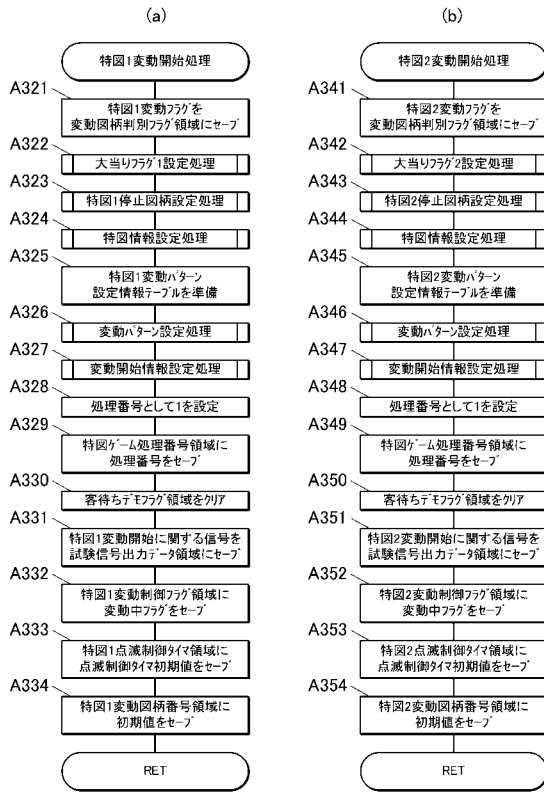 (a)
特図1変動開始処理
A321
特図1変動フラグを
変動図柄判別フラグ領域にセーブ
A322
大当りフラグ1設定処理
A323
特図1停止図柄設定処理
A324
特図情報設定処理
A325
特図1変動パターン
設定情報テーブルを準備
A326
変動パターン設定処理
A327
変動開始情報設定処理
A328
処理番号として1を設定
A329
特図ゲーム処理番号領域に
処理番号をセーブ
A330
客待ちデモフラグ領域をクリア
A331
特図1変動開始に関する信号を
試験信号出力データ領域にセーブ
A332
特図1変動制御フラグ領域に
変動中フラグをセーブ
A333
特図1点滅制御タイマ領域に
点滅制御タイマ初期値をセーブ
A334
特図1変動図柄番号領域に
初期値をセーブ
RET
(b)
特図2変動開始処理
A341
特図2変動フラグを
変動図柄判別フラグ領域にセーブ
A342
大当りフラグ2設定処理
A343
特図2停止図柄設定処理
A344
特図情報設定処理
A345
特図2変動パターン
設定情報テーブルを準備
A346
変動パターン設定処理
A347
変動開始情報設定処理
A348
処理番号として1を設定
A349
特図ゲーム処理番号領域に
処理番号をセーブ
A350
客待ちデモフラグ領域をクリア
A351
特図2変動開始に関する信号を
試験信号出力データ領域にセーブ
A352
特図2変動制御フラグ領域に
変動中フラグをセーブ
A353
特図2点滅制御タイマ領域に
点滅制御タイマ初期値をセーブ
A354
特図2変動図柄番号領域に
初期値をセーブ
RET